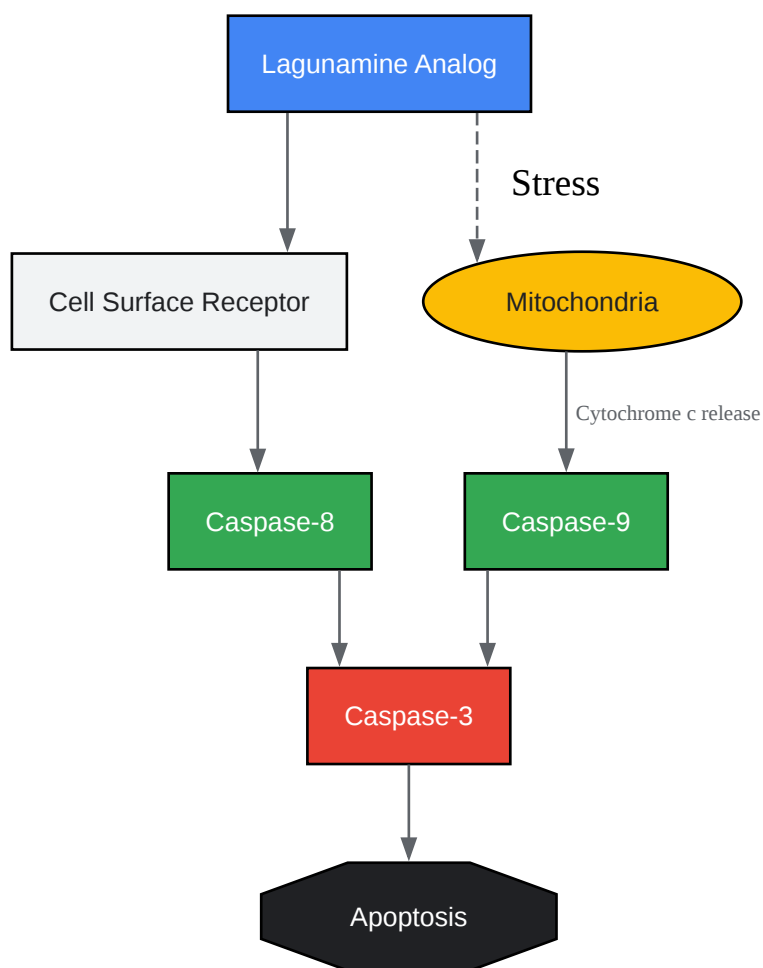 Lagunamine Analog
Stress
Cell Surface Receptor
Mitochondria
Cytochrome c release
Caspase-8
Caspase-9
Caspase-3
Apoptosis